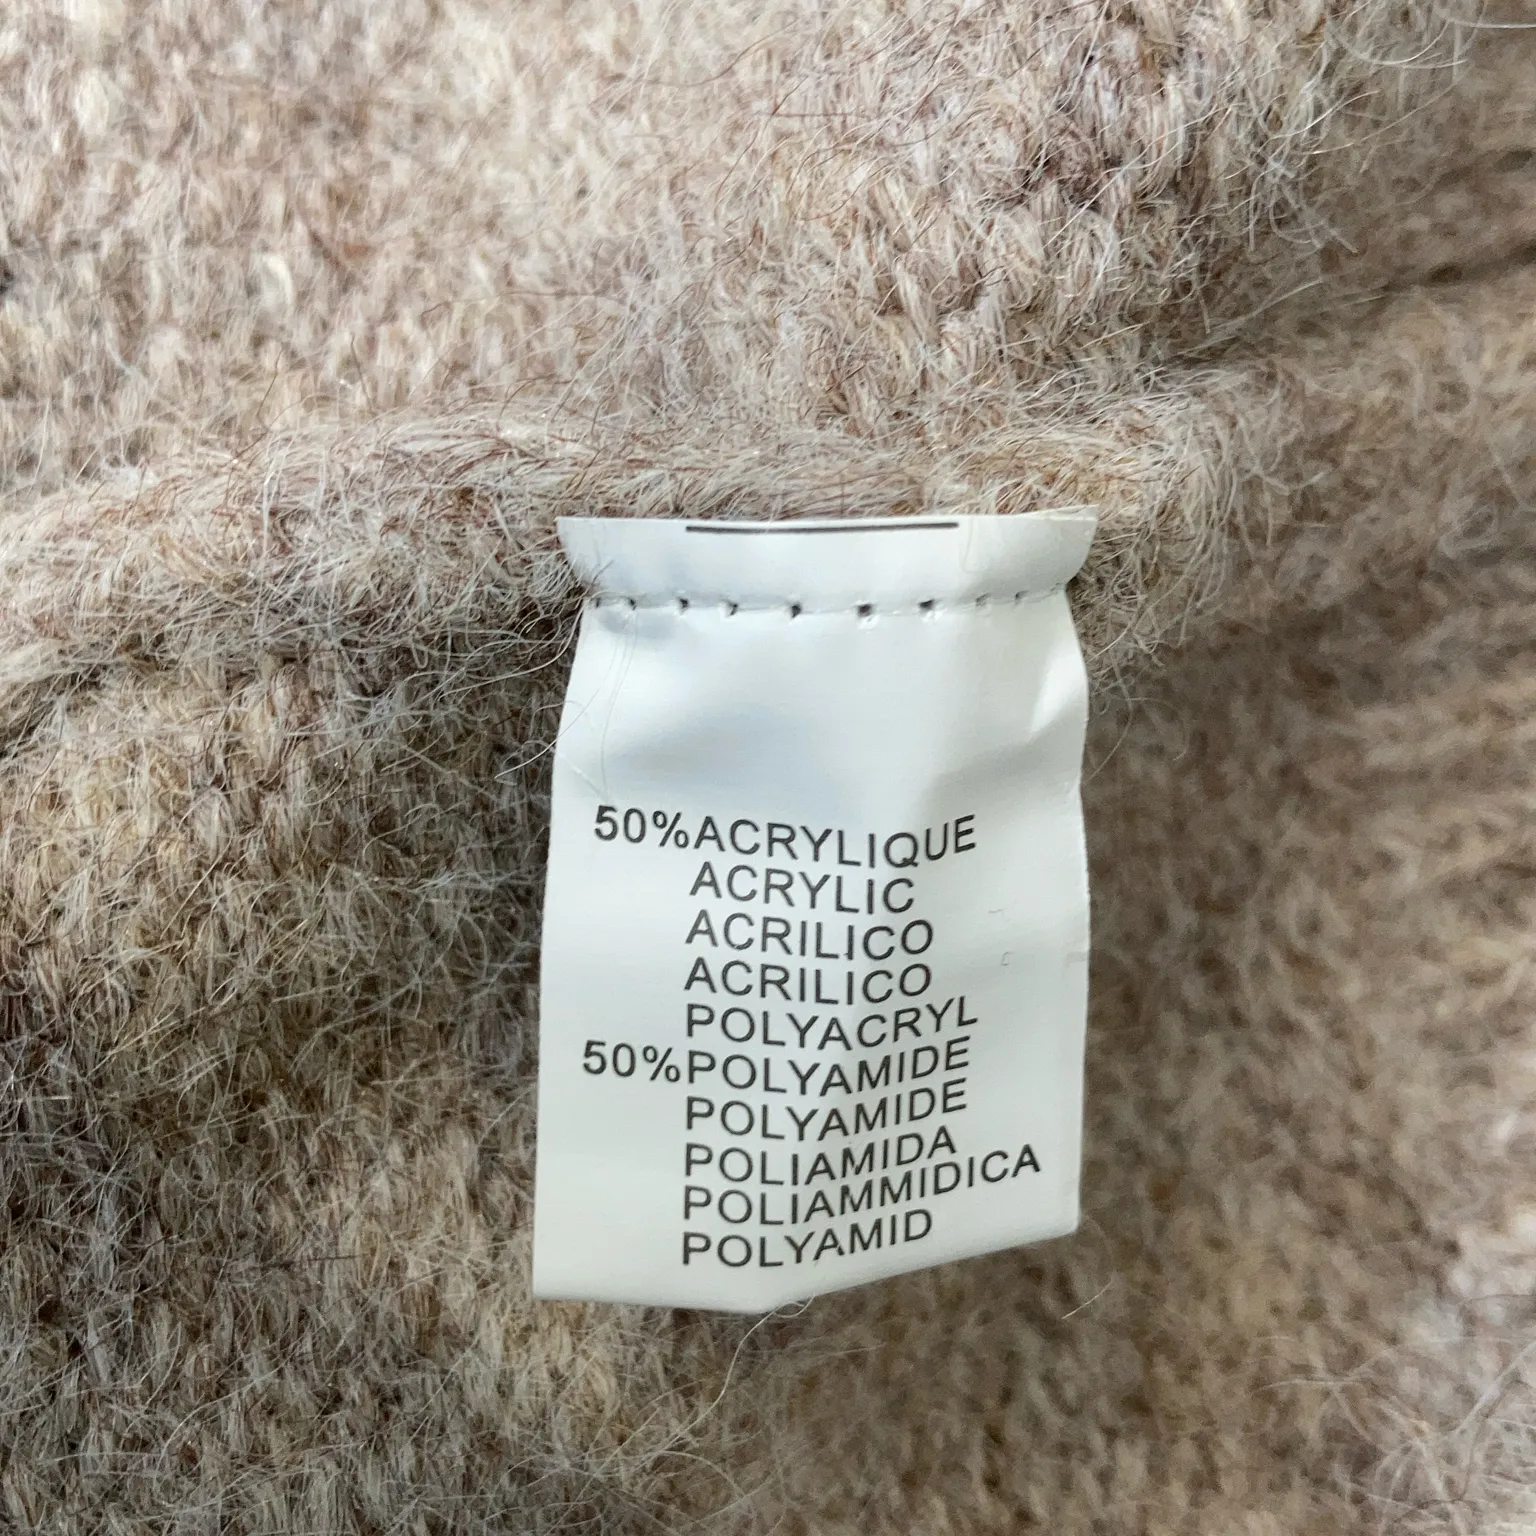 50%ACRYLIQUE
ACRYLIC
ACRILICO
ACRILICO
POLYACRYL
50%POLYAMIDE
POLYAMIDE
POLIAMIDA
POLIAMMIDICA
POLYAMID